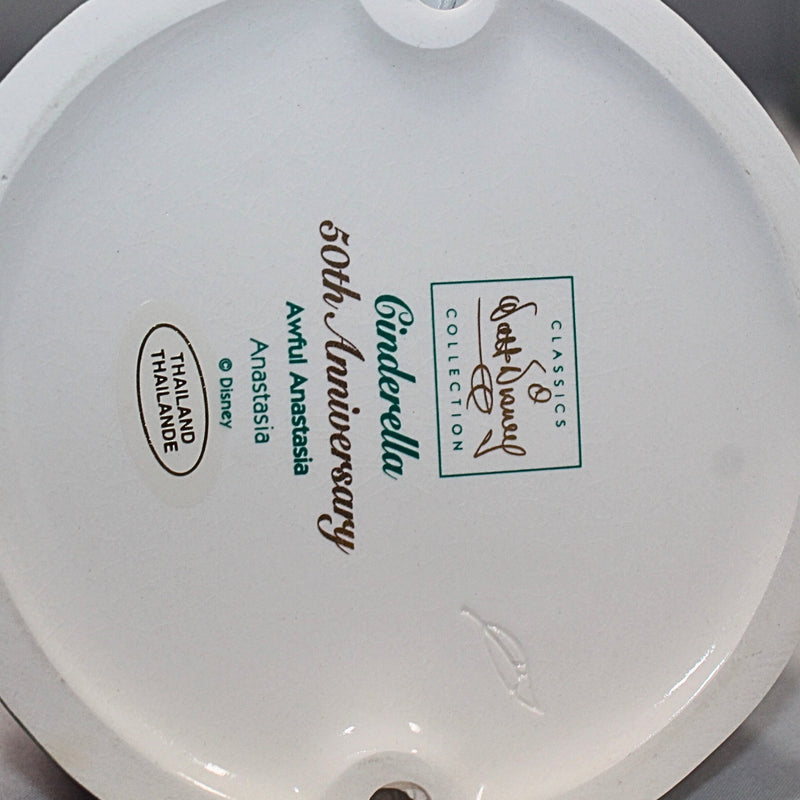 CLASSICS
Walt Disney
COLLECTION
Cinderella
50th Anniversary
Awful Anastasia
Anastasia
© Disney
THAILAND
THAILANDE